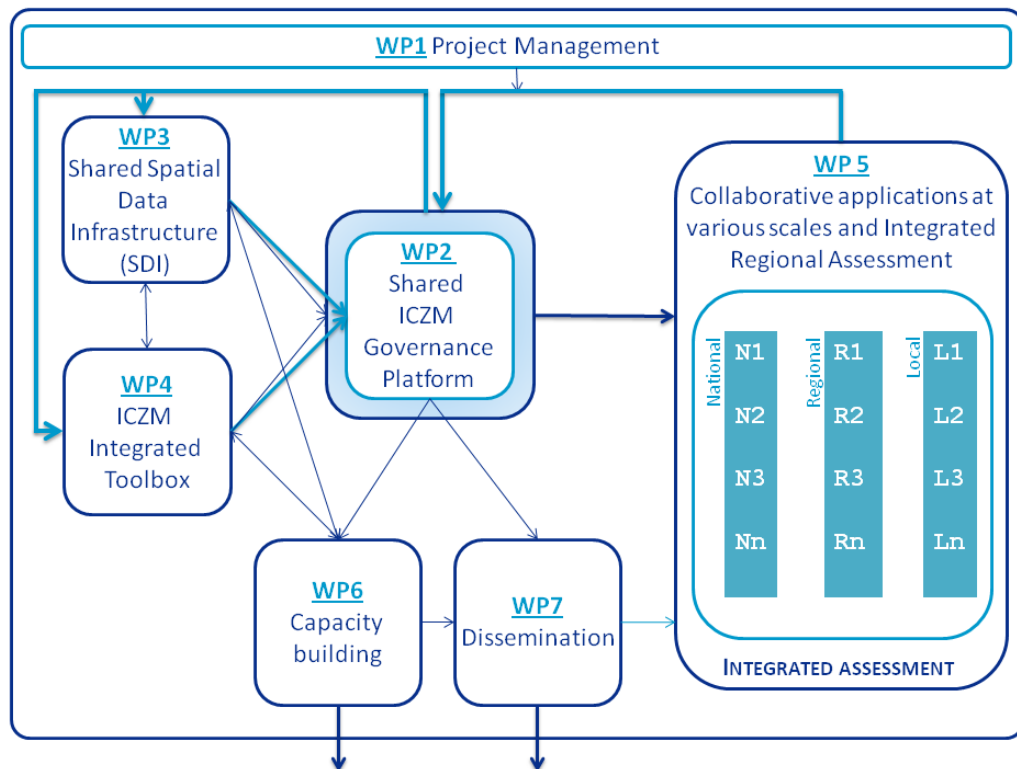 WP1 Project Management
WP3
Shared Spatial
Data
Infrastructure
(SDI)
WP4
ICZM
Integrated
Toolbox
WP2
Shared
ICZM
Governance
Platform
WP 5
Collaborative applications at
various scales and Integrated
Regional Assessment
National
N1
N2
N3
Nn
Regional
R1
R2
R3
Rn
Local
L1
L2
L3
Ln
INTEGRATED ASSESSMENT
WP6
Capacity
building
WP7
Dissemination